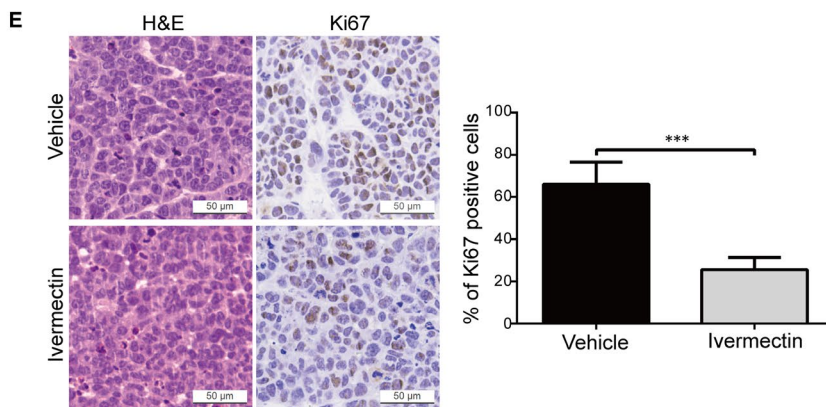 E
H&E
Ki67
Vehicle
50 µm
50 µm
Ivermectin
50 µm
50 µm
% of Ki67 positive cells
100
80
60
40
20
0
***
Vehicle
Ivermectin